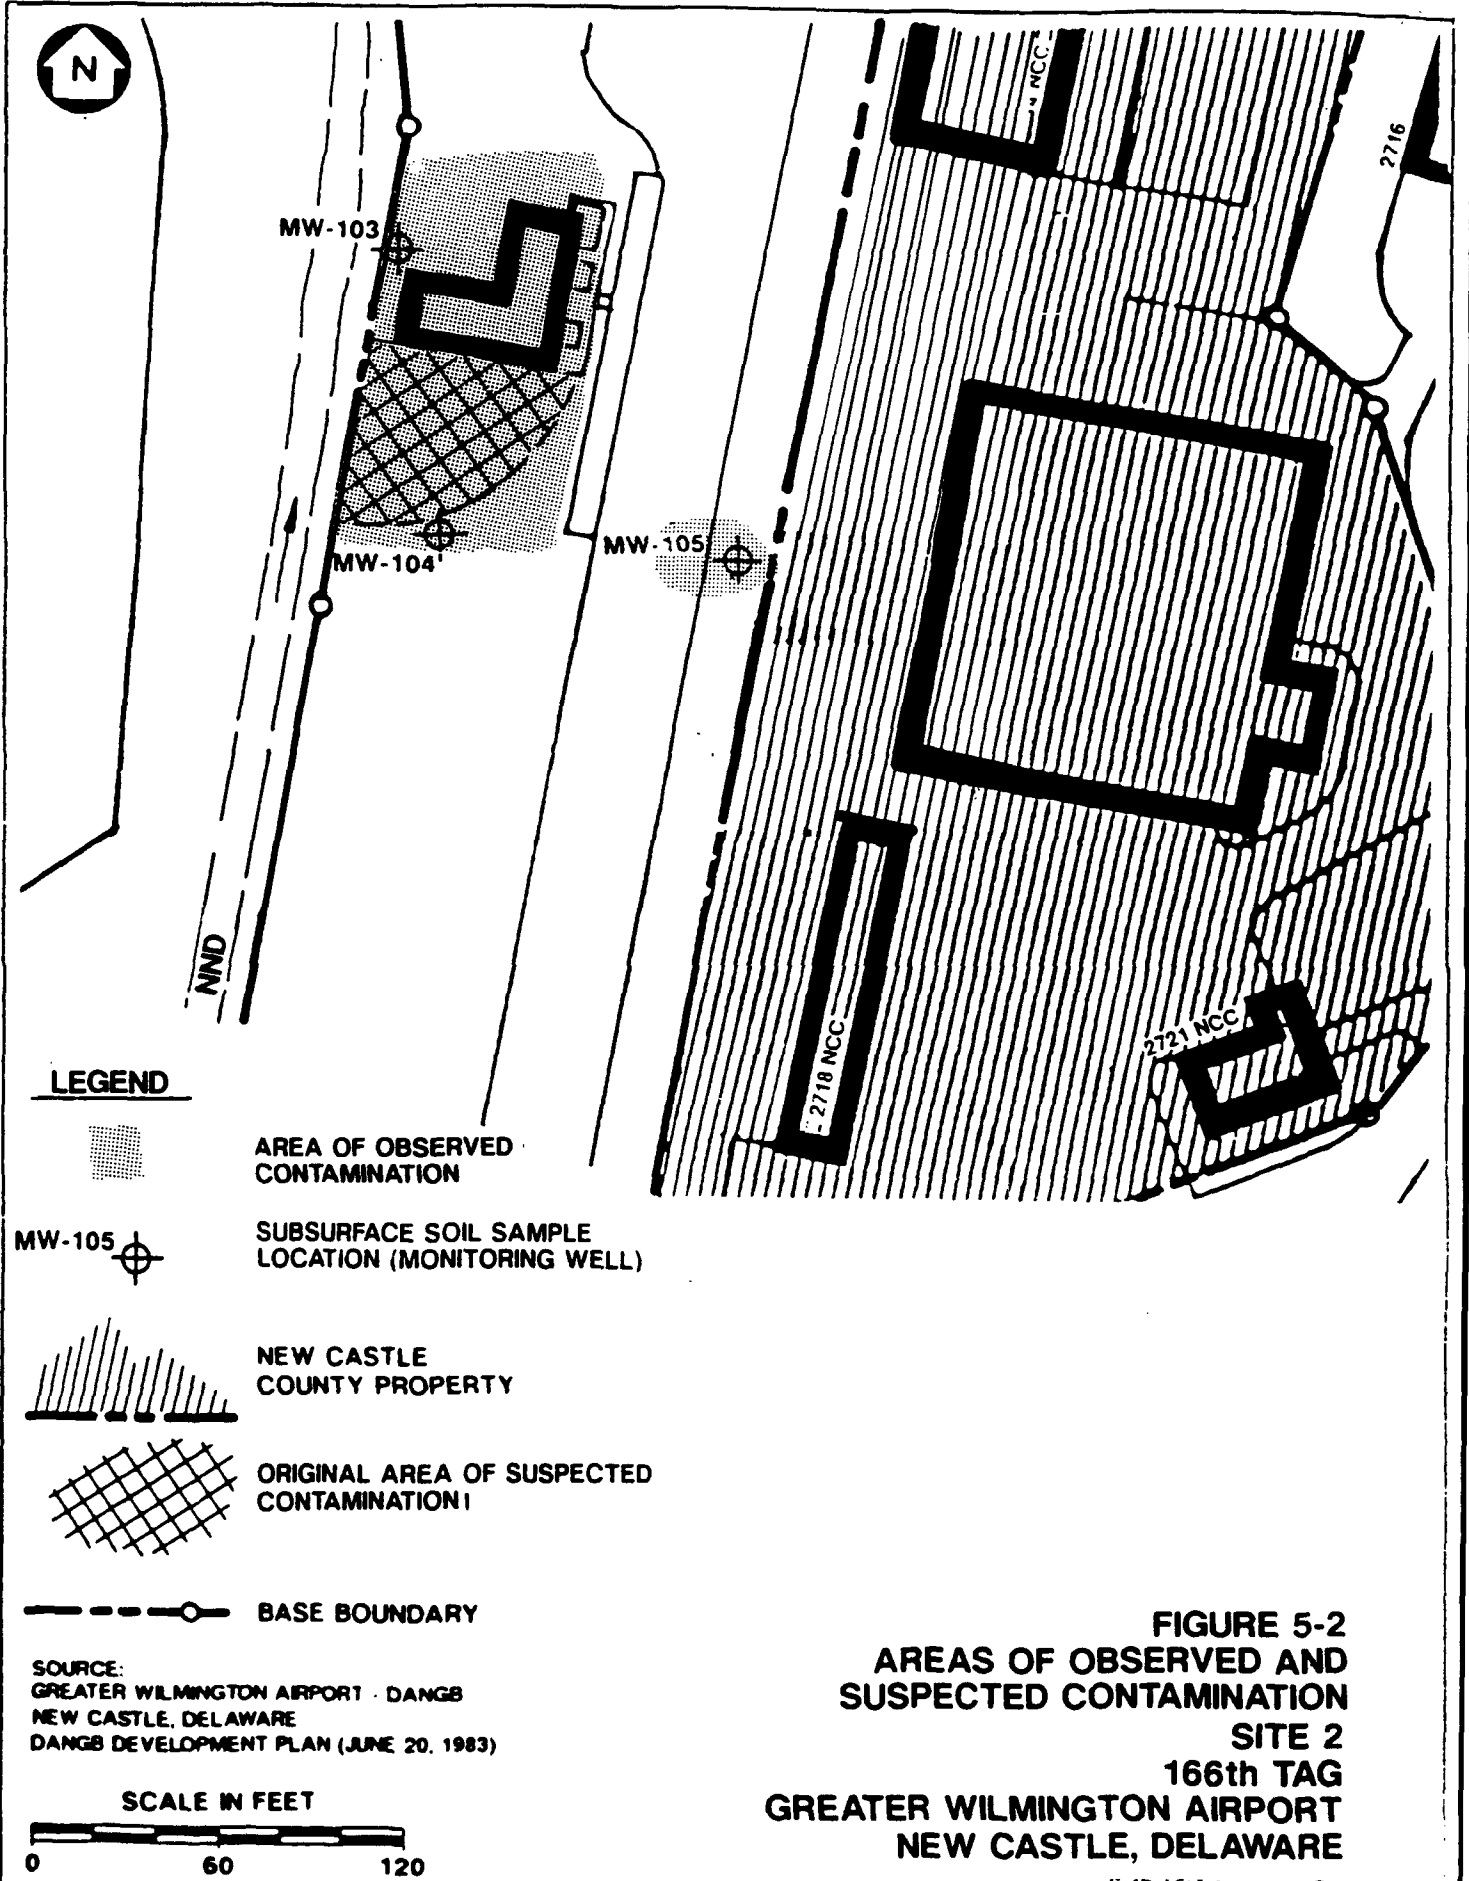 N
NCC
2716
MW-103
MW-104
MW-105
NND
2718 NCC
2721 NCC
LEGEND
AREA OF OBSERVED
CONTAMINATION
MW-105
SUBSURFACE SOIL SAMPLE
LOCATION (MONITORING WELL)
NEW CASTLE
COUNTY PROPERTY
ORIGINAL AREA OF SUSPECTED
CONTAMINATION
BASE BOUNDARY
SOURCE:
GREATER WILMINGTON AIRPORT - DANGB
NEW CASTLE, DELAWARE
DANGB DEVELOPMENT PLAN (JUNE 20, 1983)
SCALE IN FEET
0 60 120
FIGURE 5-2
AREAS OF OBSERVED AND
SUSPECTED CONTAMINATION
SITE 2
166th TAG
GREATER WILMINGTON AIRPORT
NEW CASTLE, DELAWARE